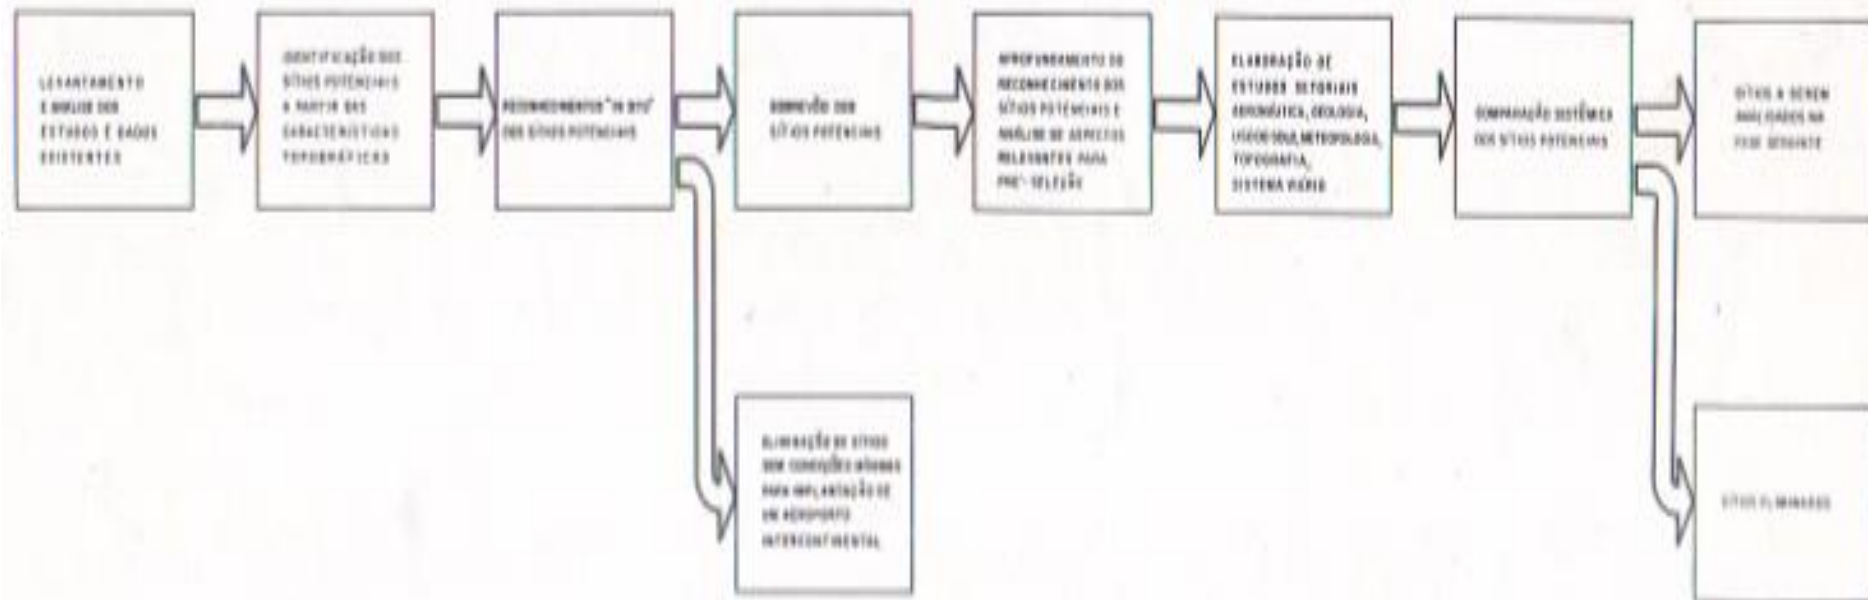 LEVANTAMENTO
E ANÁLISE DOS
ESTUDOS E DADOS
EXISTENTES
IDENTIFICAÇÃO DOS
SÍTIOS POTENCIAIS
A PARTIR DAS
CARACTERÍSTICAS
TOPOGRÁFICAS
RECONHECIMENTOS "IN SITU"
DOS SÍTIOS POTENCIAIS
SOBREVÔO DOS
SÍTIOS POTENCIAIS
APROFUNDAMENTO DO
RECONHECIMENTO DOS
SÍTIOS POTENCIAIS E
ANÁLISE DE ASPECTOS
RELEVANTES PARA
PRÉ-SELEÇÃO
ELABORAÇÃO DE
ESTUDOS SETORIAIS
GEOLOGIA,
USO DO SOLO,
TOPOGRAFIA,
SISTEMA VIÁRIO
COMPARAÇÃO SISTÊMICA
DOS SÍTIOS POTENCIAIS
SÍTIOS A SEREM
ANALISADOS NA
FASE SEGUINTE
ELIMINAÇÃO DE SÍTIOS
SEM CONDIÇÕES MÍNIMAS
PARA IMPLANTAÇÃO DE
UM AEROPORTO
INTERCONTINENTAL
SÍTIOS ELIMINADOS